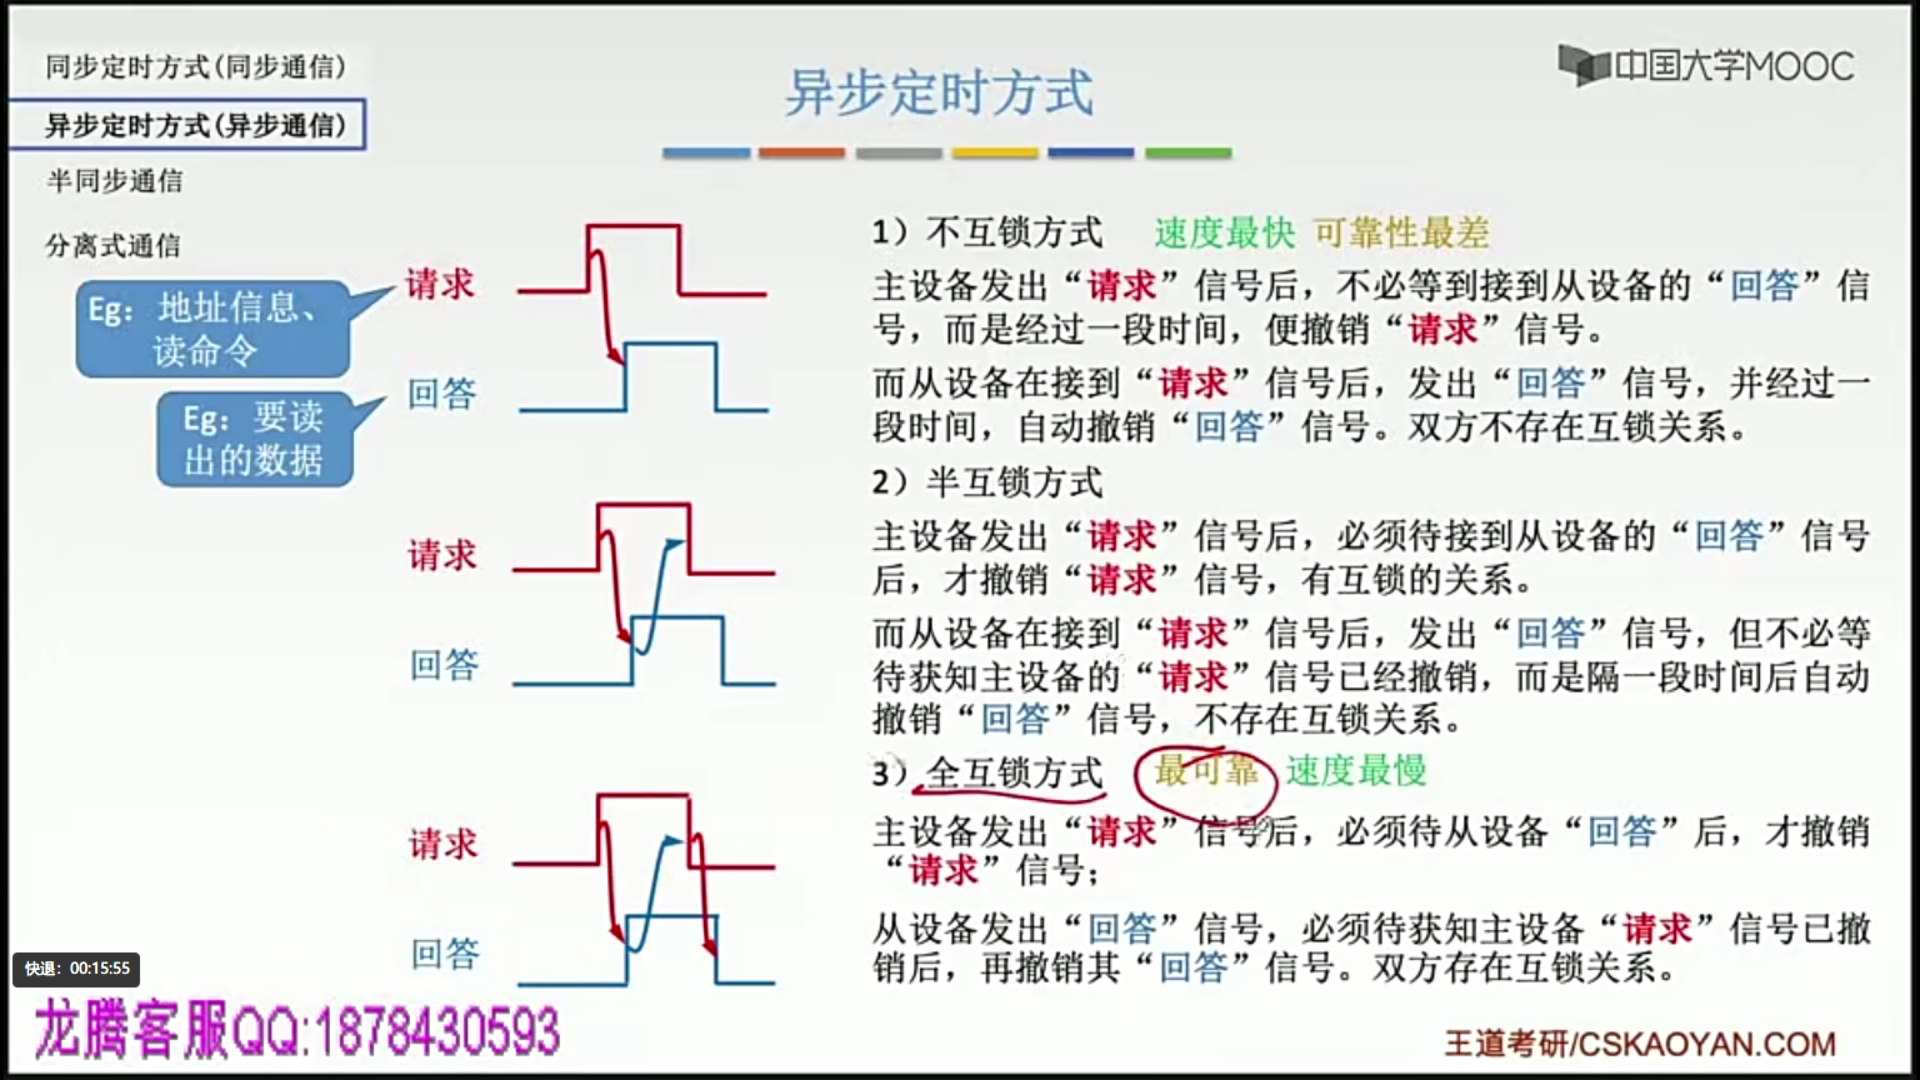 同步定时方式(同步通信)
异步定时方式(异步通信)
半同步通信
分离式通信
异步定时方式
中国大学MOOC
Eg：地址信息、
读命令
Eg：要读
出的数据
请求
回答
请求
回答
请求
回答
1）不互锁方式 速度最快 可靠性最差
主设备发出“请求”信号后，不必等到接到从设备的“回答”信
号，而是经过一段时间，便撤销“请求”信号。
而从设备在接到“请求”信号后，发出“回答”信号，并经过一
段时间，自动撤销“回答”信号。双方不存在互锁关系。
2）半互锁方式
主设备发出“请求”信号后，必须待接到从设备的“回答”信号
后，才撤销“请求”信号，有互锁的关系。
而从设备在接到“请求”信号后，发出“回答”信号，但不必等
待获知主设备的“请求”信号已经撤销，而是隔一段时间后自动
撤销“回答”信号，不存在互锁关系。
3）全互锁方式 最可靠 速度最慢
主设备发出“请求”信号后，必须待从设备“回答”后，才撤销
“请求”信号；
从设备发出“回答”信号，必须待获知主设备“请求”信号已撤
销后，再撤销其“回答”信号。双方存在互锁关系。
快退：00:15:55
龙腾客服QQ:1878430593
王道考研/CSKAOYAN.COM